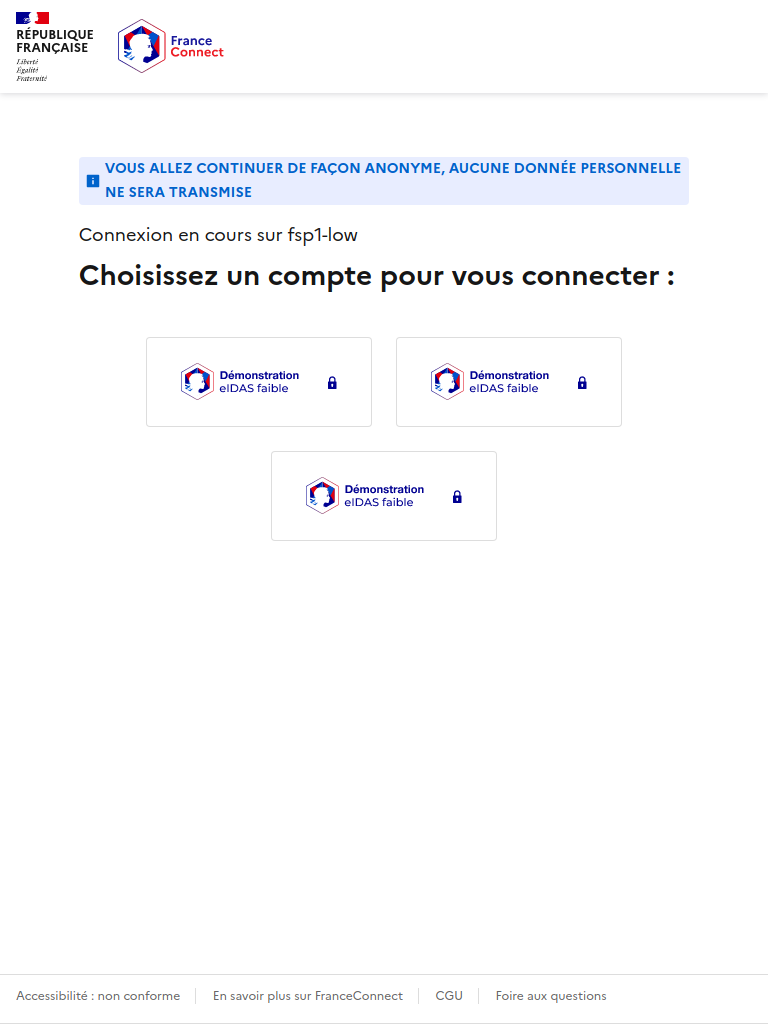 RÉPUBLIQUE
FRANÇAISE
Liberté
Égalité
Fraternité
France
Connect
VOUS ALLEZ CONTINUER DE FAÇON ANONYME, AUCUNE DONNÉE PERSONNELLE
NE SERA TRANSMISE
Connexion en cours sur fsp1-low
Choisissez un compte pour vous connecter :
Démonstration
eIDAS faible
Démonstration
eIDAS faible
Démonstration
eIDAS faible
Accessibilité : non conforme
En savoir plus sur FranceConnect
CGU
Foire aux questions